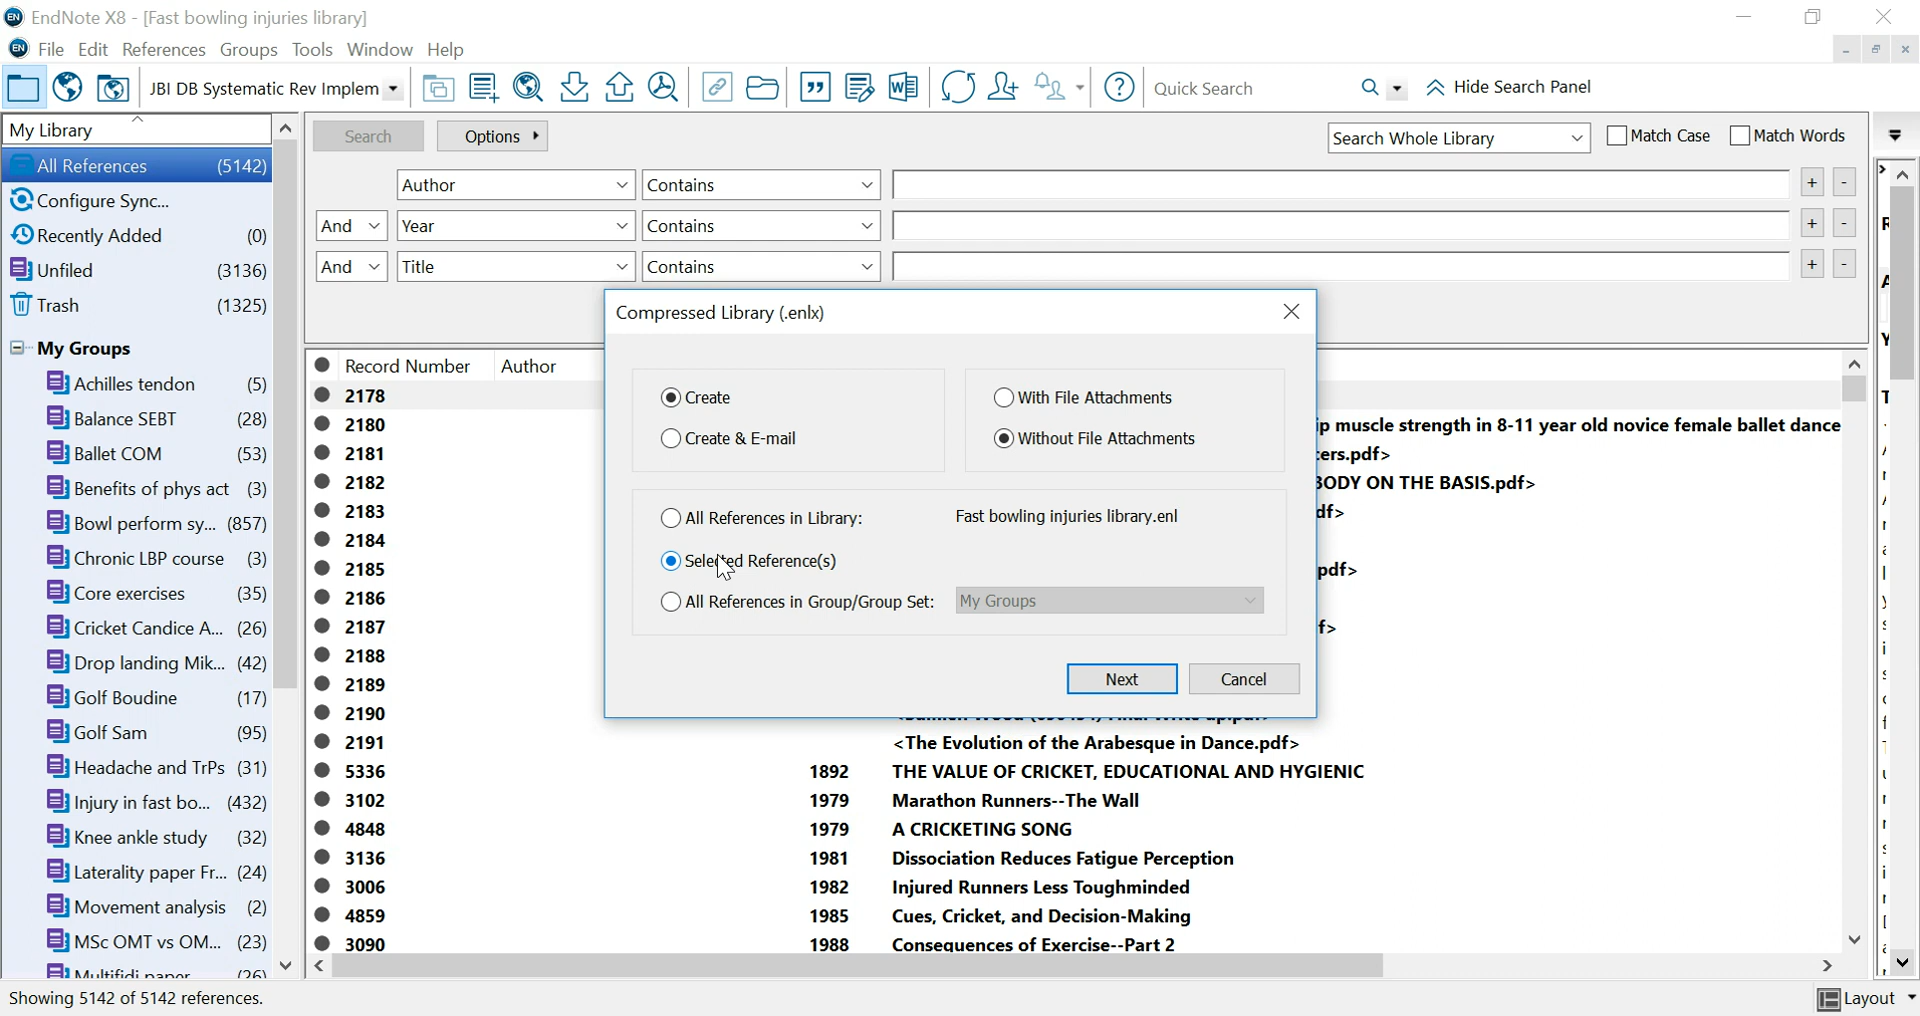 EndNote X8 - [Fast bowling injuries library]
File Edit References Groups Tools Window Help
JBI DB Systematic Rev Implem Quick Search Hide Search Panel
My Library
All References (5142)
Configure Sync...
Recently Added (0)
Unfiled (3136)
Trash (1325)
My Groups
Achilles tendon (5)
Balance SEBT (28)
Ballet COM (53)
Benefits of phys act (3)
Bowl perform sy... (857)
Chronic LBP course (3)
Core exercises (35)
Cricket Candice A... (26)
Drop landing Mik... (42)
Golf Boudine (17)
Golf Sam (95)
Headache and TrPs (31)
Injury in fast bo... (432)
Knee ankle study (32)
Laterality paper Fr... (24)
Movement analysis (2)
MSc OMT vs OM... (23)
Multifidi paper (26)
Search Options Search Whole Library Match Case Match Words
Author Contains + -
And Year Contains + -
And Title Contains + -
Record Number Author
2178
2180 ip muscle strength in 8-11 year old novice female ballet dance
2181 ers.pdf>
2182 BODY ON THE BASIS.pdf>
2183 df>
2184
2185 pdf>
2186
2187 f>
2188
2189
2190
2191 <The Evolution of the Arabesque in Dance.pdf>
5336 1892 THE VALUE OF CRICKET, EDUCATIONAL AND HYGIENIC
3102 1979 Marathon Runners--The Wall
4848 1979 A CRICKETING SONG
3136 1981 Dissociation Reduces Fatigue Perception
3006 1982 Injured Runners Less Toughminded
4859 1985 Cues, Cricket, and Decision-Making
3090 1988 Consequences of Exercise--Part 2
Compressed Library (.enlx)
Create
Create & E-mail
With File Attachments
Without File Attachments
All References in Library: Fast bowling injuries library.enl
Selected Reference(s)
All References in Group/Group Set: My Groups
Next Cancel
Showing 5142 of 5142 references.
Layout